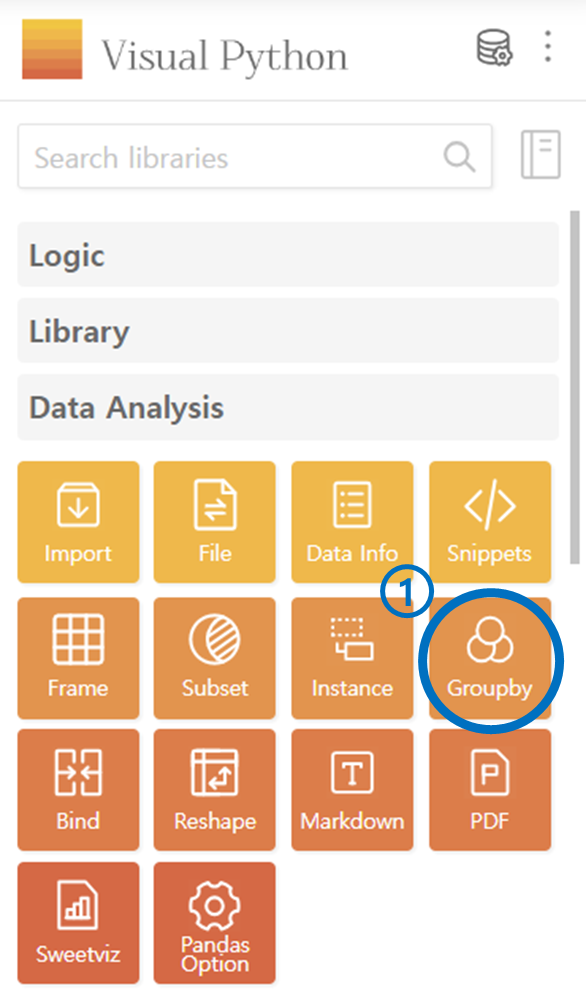 Visual Python
Search libraries
Logic
Library
Data Analysis
Import
File
Data Info
Snippets
①
Frame
Subset
Instance
Groupby
Bind
Reshape
T
Markdown
P
PDF
Sweetviz
Pandas
Option